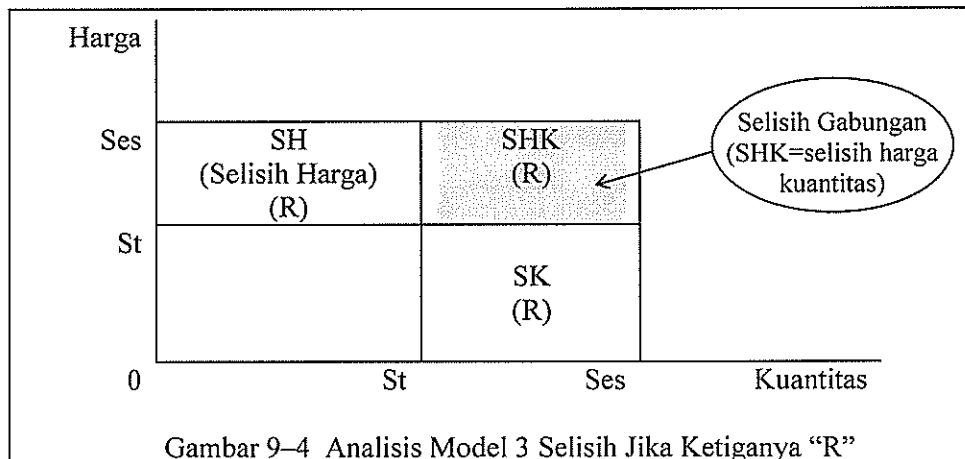 Harga
Ses
SH
(Selisih Harga)
(R)
SHK
(R)
Selisih Gabungan
(SHK=selisih harga
kuantitas)
St
SK
(R)
0
St
Ses
Kuantitas
Gambar 9–4 Analisis Model 3 Selisih Jika Ketiganya “R”